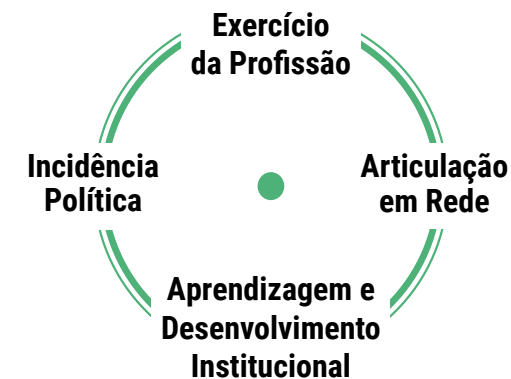 Exercício
da Profissão
Incidência
Política
Articulação
em Rede
Aprendizagem e
Desenvolvimento
Institucional